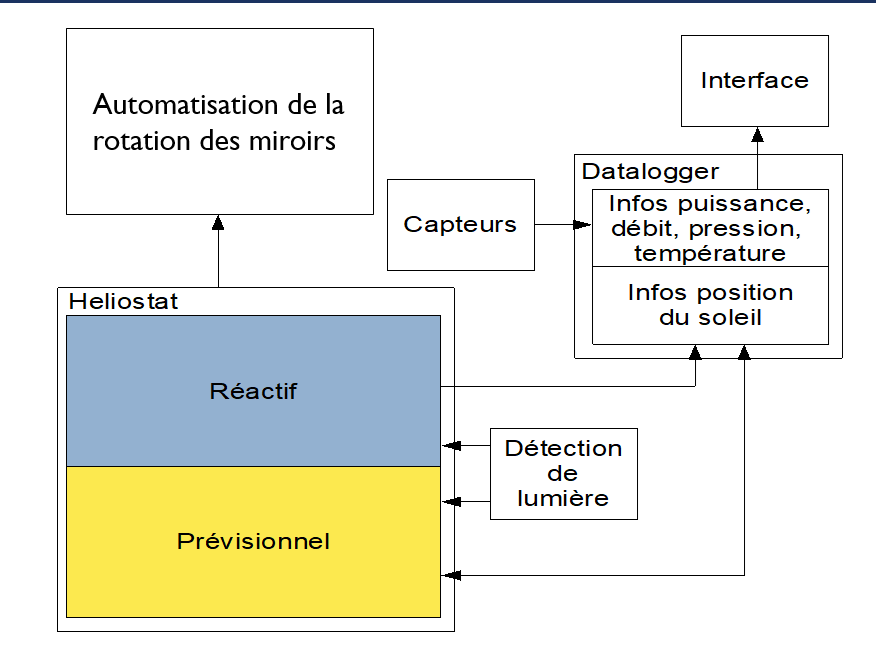 Automatisation de la
rotation des miroirs
Interface
Datalogger
Infos puissance,
débit, pression,
température
Capteurs
Infos position
du soleil
Heliostat
Réactif
Détection
de
lumière
Prévisionnel